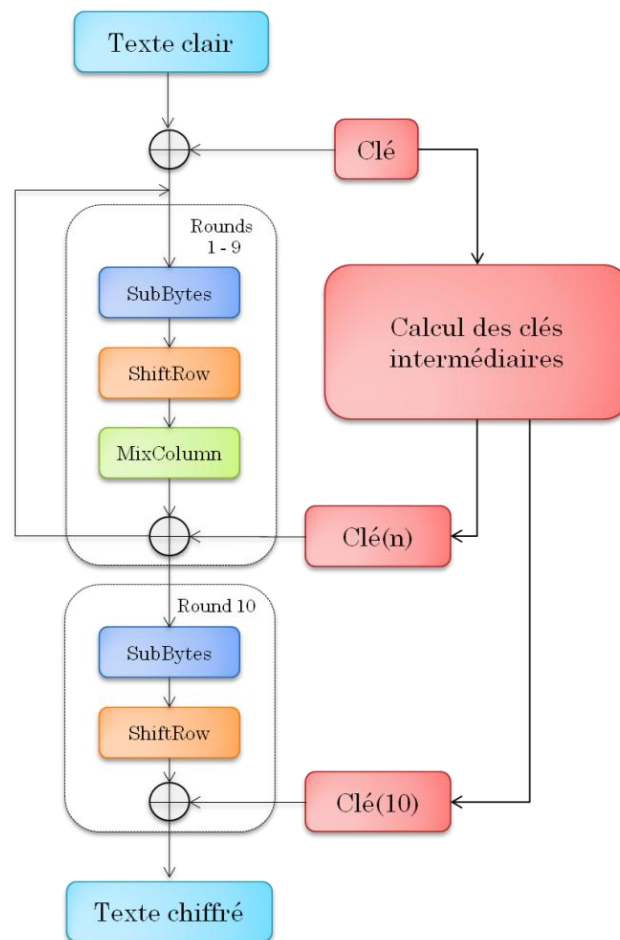 Texte clair
Clé
Rounds
1 - 9
SubBytes
Calcul des clés
intermédiaires
ShiftRow
MixColumn
Clé(n)
Round 10
SubBytes
ShiftRow
Clé(10)
Texte chiffré